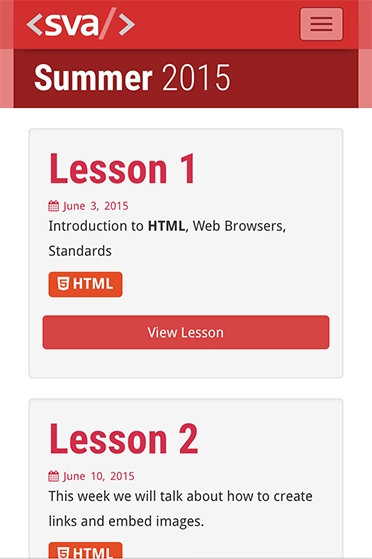 <sva/>
Summer 2015
Lesson 1
June 3, 2015
Introduction to HTML, Web Browsers,
Standards
HTML
View Lesson
Lesson 2
June 10, 2015
This week we will talk about how to create
links and embed images.
HTML